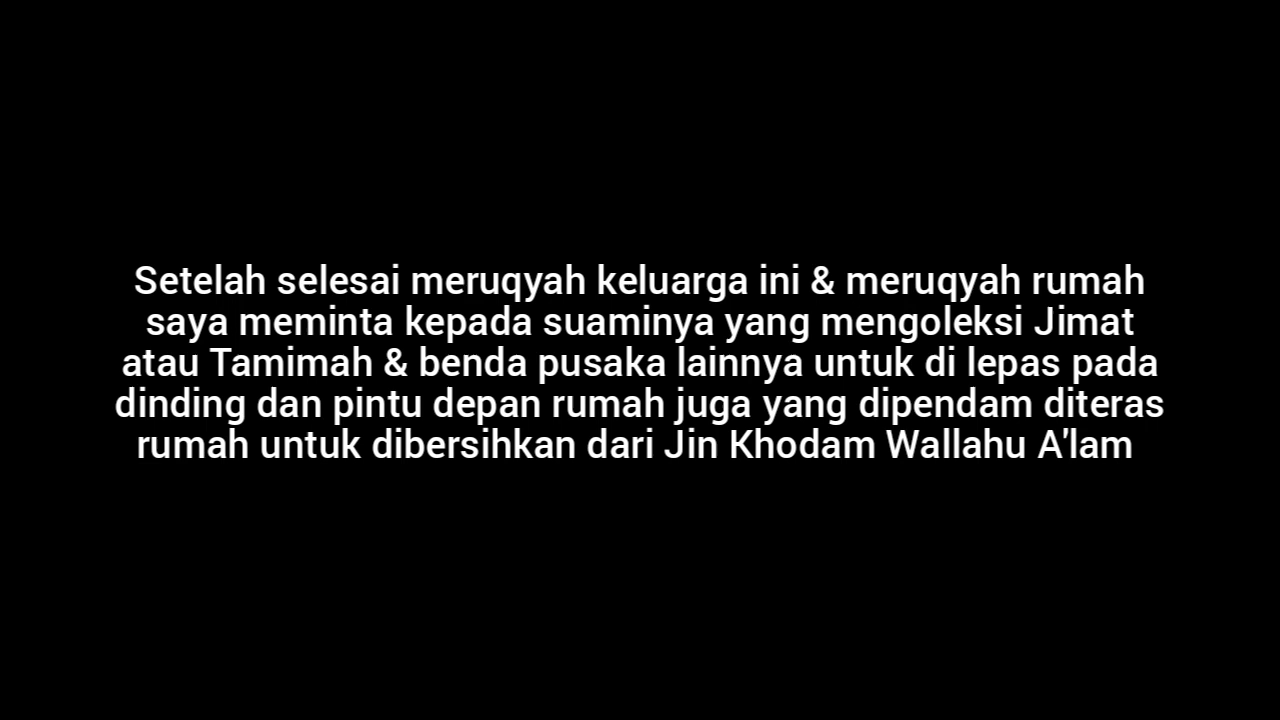 Setelah selesai meruqyah keluarga ini & meruqyah rumah
saya meminta kepada suaminya yang mengoleksi Jimat
atau Tamimah & benda pusaka lainnya untuk di lepas pada
dinding dan pintu depan rumah juga yang dipendam diteras
rumah untuk dibersihkan dari Jin Khodam Wallahu A'lam